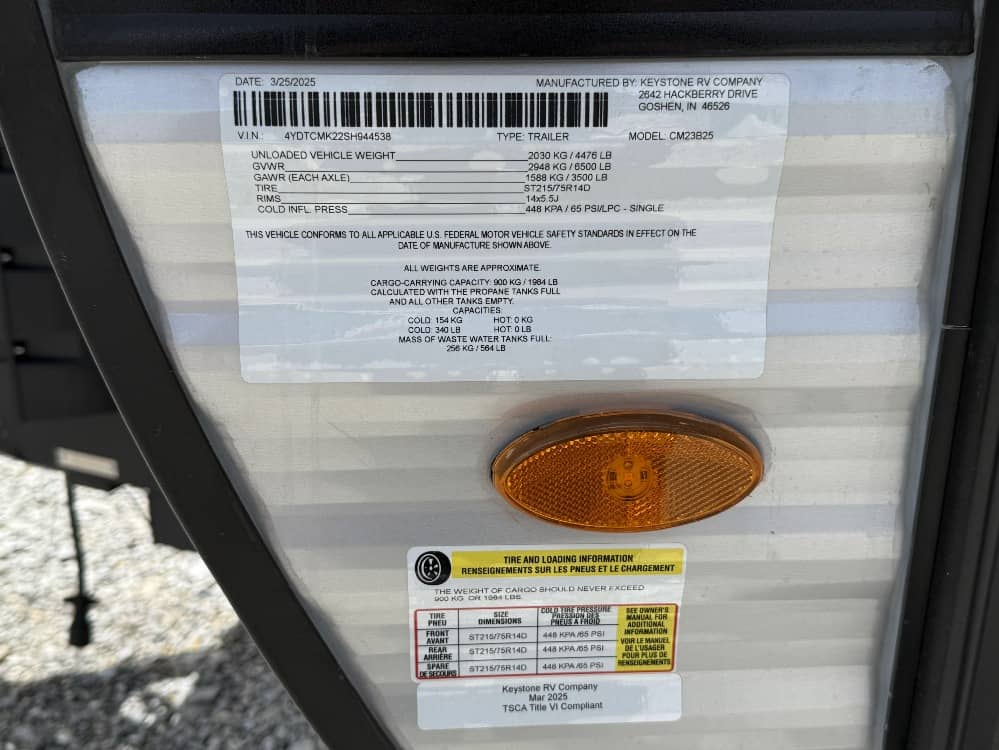 DATE: 3/25/2025 MANUFACTURED BY: KEYSTONE RV COMPANY
2642 HACKBERRY DRIVE
GOSHEN, IN 46526
V.I.N.: 4YDTCMK22SH944538 TYPE: TRAILER MODEL: CM23B25
UNLOADED VEHICLE WEIGHT 2030 KG / 4476 LB
GVWR 2948 KG / 6500 LB
GAWR (EACH AXLE) 1588 KG / 3500 LB
TIRE ST215/75R14D
RIMS 14x5.5J
COLD INFL. PRESS 448 KPA / 65 PSI/LPC - SINGLE
THIS VEHICLE CONFORMS TO ALL APPLICABLE U.S. FEDERAL MOTOR VEHICLE SAFETY STANDARDS IN EFFECT ON THE
DATE OF MANUFACTURE SHOWN ABOVE.
ALL WEIGHTS ARE APPROXIMATE.
CARGO-CARRYING CAPACITY: 900 KG / 1984 LB
CALCULATED WITH THE PROPANE TANKS FULL
AND ALL OTHER TANKS EMPTY.
CAPACITIES:
COLD: 154 KG HOT: 0 KG
COLD: 340 LB HOT: 0 LB
MASS OF WASTE WATER TANKS FULL:
256 KG / 564 LB
TIRE AND LOADING INFORMATION
RENSEIGNEMENTS SUR LES PNEUS ET LE CHARGEMENT
THE WEIGHT OF CARGO SHOULD NEVER EXCEED
900 KG. OR 1984 LBS.
TIRE
PNEU
SIZE
DIMENSIONS
COLD TIRE PRESSURE
PRESSION DES
PNEUS A FROID
SEE OWNER'S
MANUAL FOR
ADDITIONAL
INFORMATION
VOIR LE MANUEL
DE L'USAGER
POUR PLUS DE
RENSEIGNEMENTS
FRONT
AVANT
ST215/75R14D 448 KPA /65 PSI
REAR
ARRIÈRE
ST215/75R14D 448 KPA /65 PSI
SPARE
DE SECOURS
ST215/75R14D 448 KPA /65 PSI
Keystone RV Company
Mar 2025
TSCA Title VI Compliant